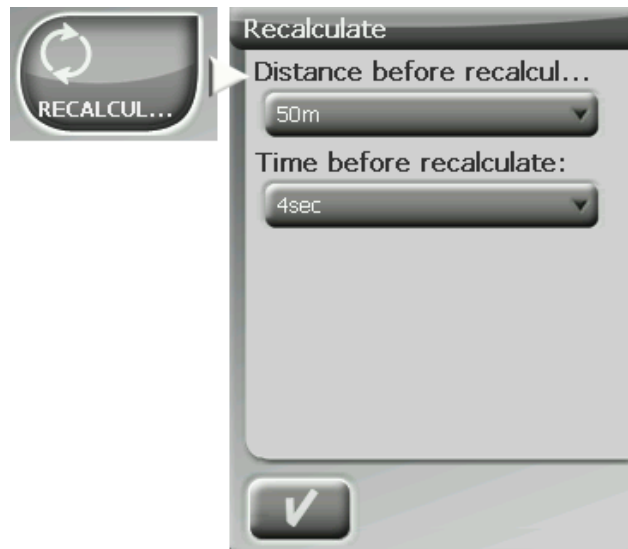 RECALCUL...
Recalculate
Distance before recalcul...
50m
Time before recalculate:
4sec